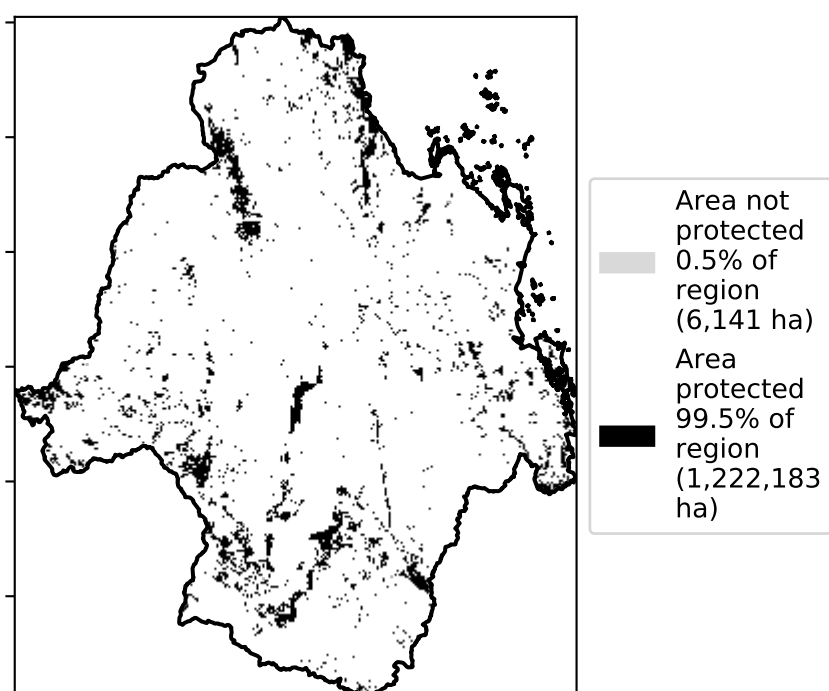 Area not
protected
0.5% of
region
(6,141 ha)
Area
protected
99.5% of
region
(1,222,183
ha)